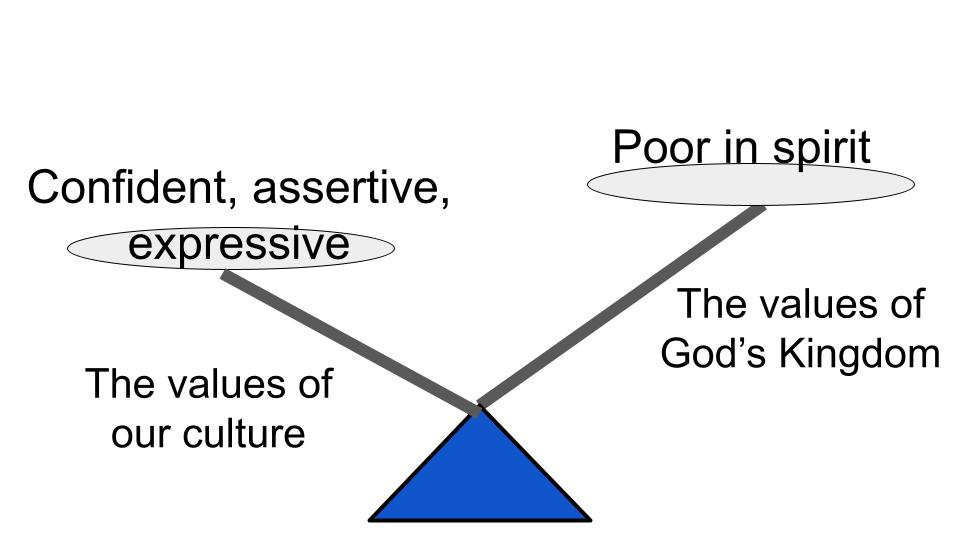 Poor in spirit
Confident, assertive,
expressive
The values of
God’s Kingdom
The values of
our culture